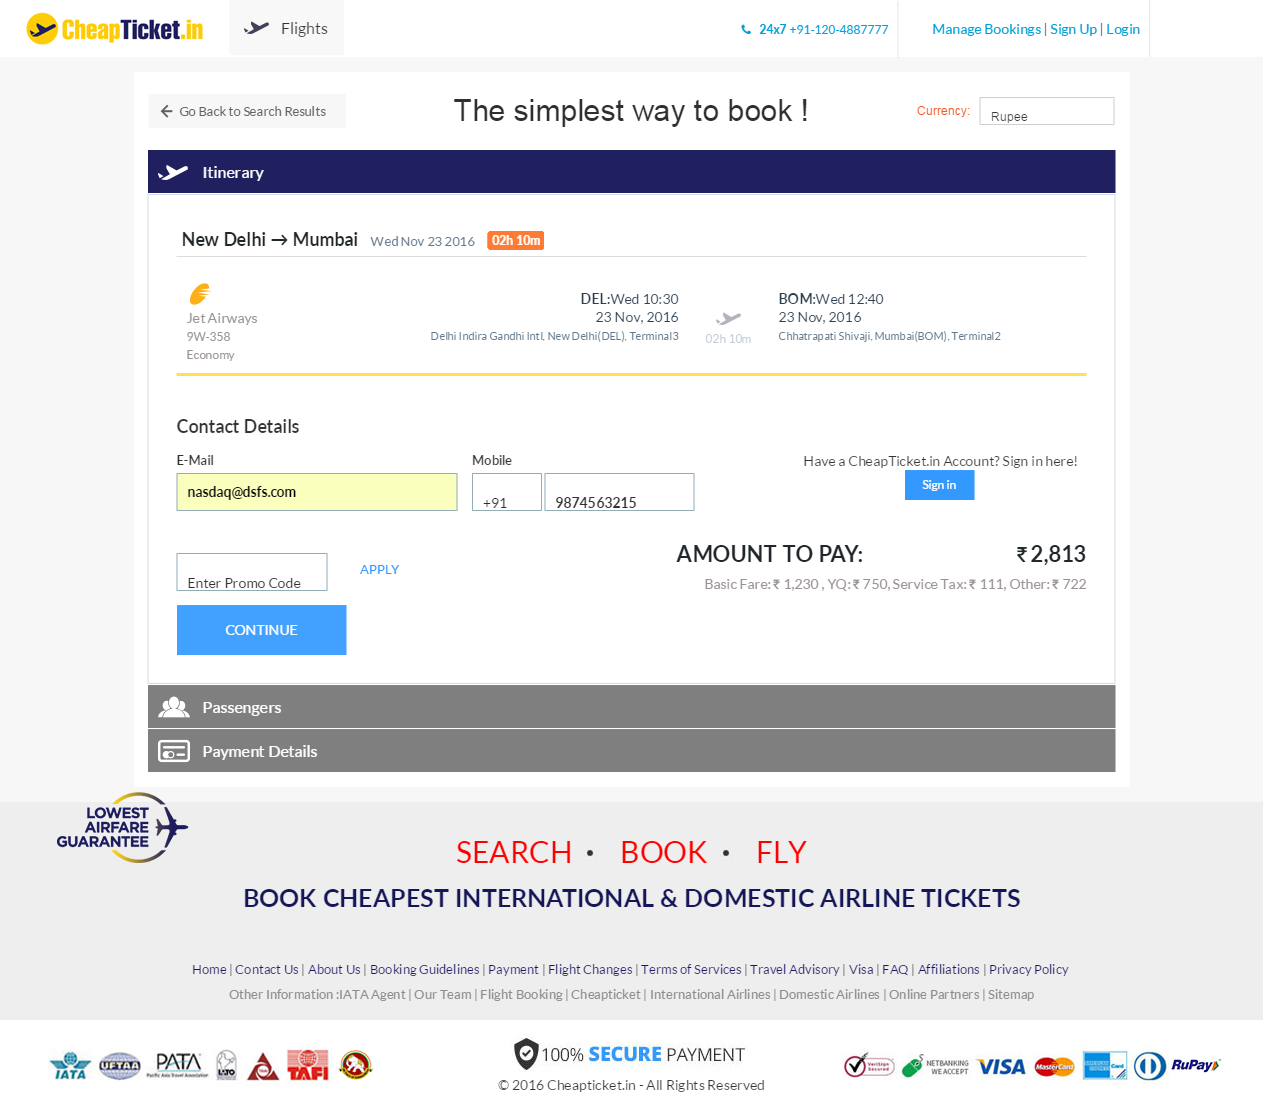 CheapTicket.in
Flights
24x7 +91-120-4887777
Manage Bookings | Sign Up | Login
Go Back to Search Results
The simplest way to book !
Currency:
Rupee
Itinerary
New Delhi → Mumbai Wed Nov 23 2016 02h 10m
Jet Airways
9W-358
Economy
DEL:Wed 10:30
23 Nov, 2016
Delhi Indira Gandhi Intl, New Delhi(DEL), Terminal3
02h 10m
BOM:Wed 12:40
23 Nov, 2016
Chhatrapati Shivaji, Mumbai(BOM), Terminal2
Contact Details
E-Mail
nasdaq@dsfs.com
Mobile
+91
9874563215
Have a CheapTicket.in Account? Sign in here!
Sign in
Enter Promo Code
APPLY
AMOUNT TO PAY: ₹ 2,813
Basic Fare: ₹ 1,230 , YQ: ₹ 750, Service Tax: ₹ 111, Other: ₹ 722
CONTINUE
Passengers
Payment Details
LOWEST
AIRFARE
GUARANTEE
SEARCH • BOOK • FLY
BOOK CHEAPEST INTERNATIONAL & DOMESTIC AIRLINE TICKETS
Home | Contact Us | About Us | Booking Guidelines | Payment | Flight Changes | Terms of Services | Travel Advisory | Visa | FAQ | Affiliations | Privacy Policy
Other Information :IATA Agent | Our Team | Flight Booking | Cheapticket | International Airlines | Domestic Airlines | Online Partners | Sitemap
IATA
UFTAA
PATA
Pacific Asia Travel Association
IATO
TAFI
100% SECURE PAYMENT
© 2016 Cheapticket.in - All Rights Reserved
VeriSign
Secured
NETBANKING
WE ACCEPT
VISA
MasterCard
RuPay